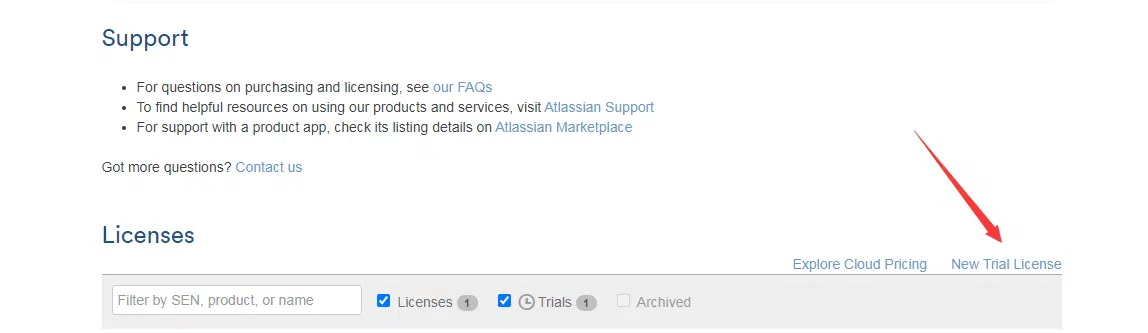 Support
For questions on purchasing and licensing, see our FAQs
To find helpful resources on using our products and services, visit Atlassian Support
For support with a product app, check its listing details on Atlassian Marketplace
Got more questions? Contact us
Licenses
Explore Cloud Pricing New Trial License
Filter by SEN, product, or name Licenses 1 Trials 1 Archived